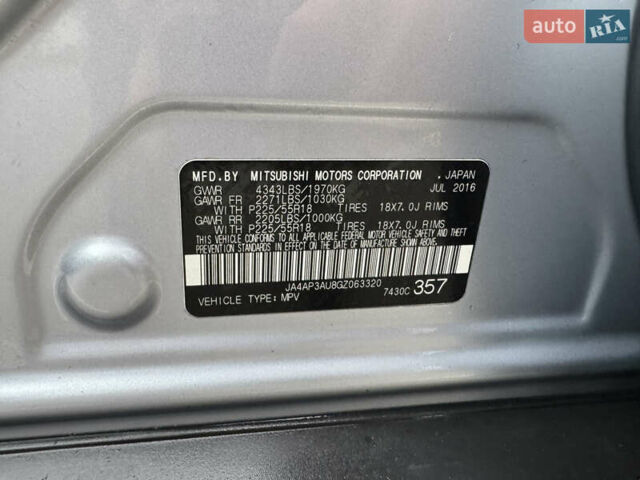 auto RIA .com
MFD.BY MITSUBISHI MOTORS CORPORATION , JAPAN
GVWR 4343LBS/1970KG JUL 2016
GAWR FR 2271LBS/1030KG
WITH P225/55R18 TIRES 18X7.0J RIMS
GAWR RR 2205LBS/1000KG
WITH P225/55R18 TIRES 18X7.0J RIMS
THIS VEHICLE CONFORMS TO ALL APPLICABLE FEDERAL MOTOR VEHICLE SAFETY AND THEFT
PREVENTION STANDARDS IN EFFECT ON THE DATE OF MANUFACTURE SHOWN ABOVE.
JA4AP3AU8GZ063320
VEHICLE TYPE: MPV 7430C 357